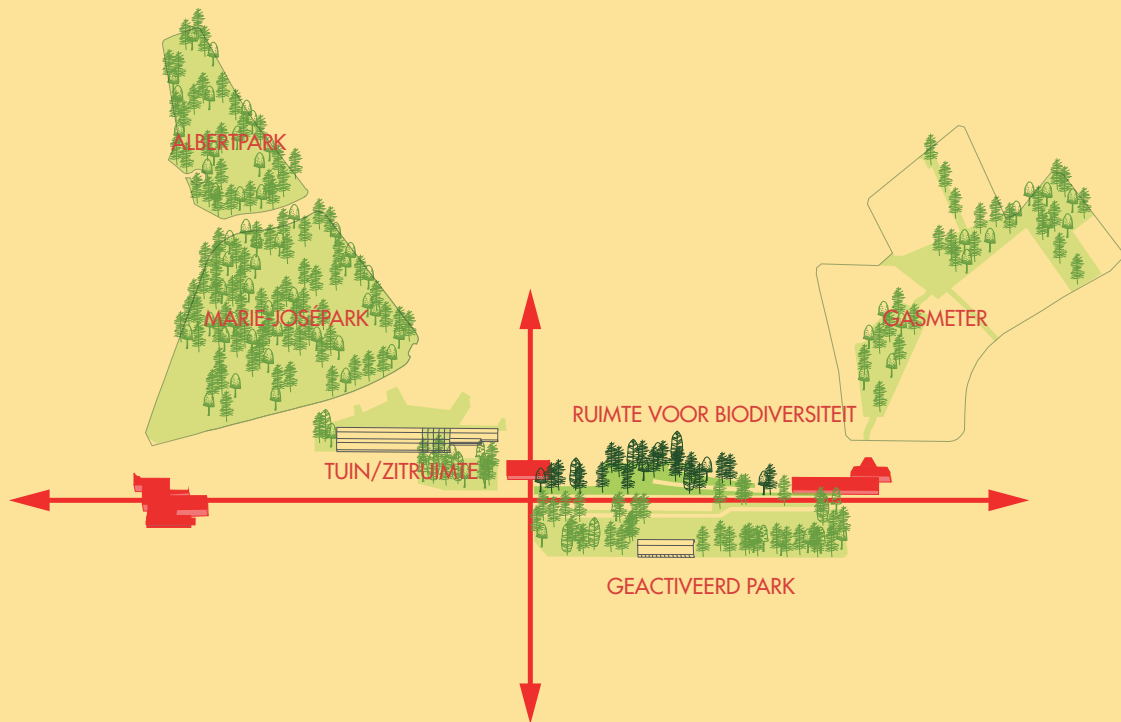 ALBERTPARK
MARIE-JOSÉPARK
GASMETER
RUIMTE VOOR BIODIVERSITEIT
TUIN/ZITRUIMTE
GEACTIVEERD PARK